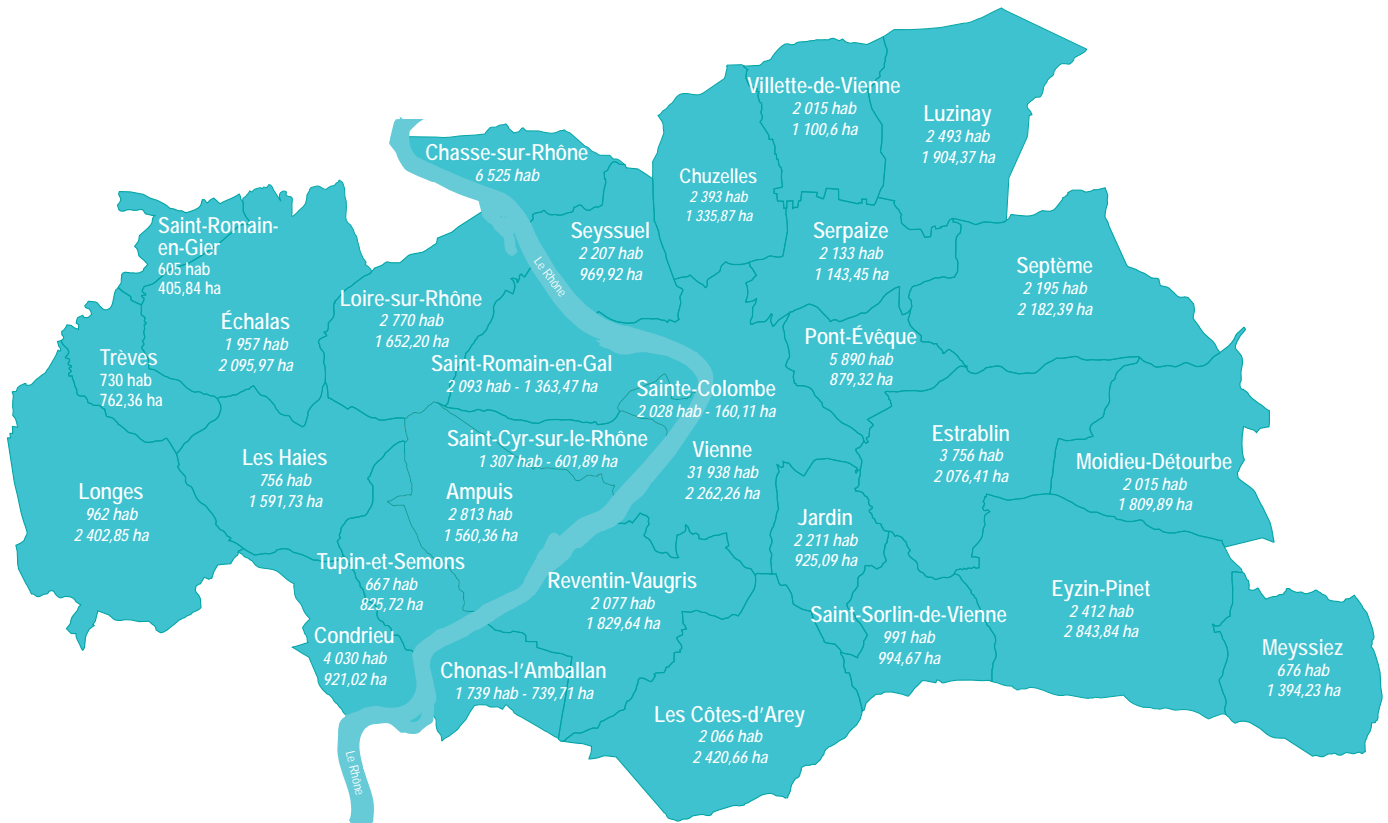 Villette-de-Vienne
2 015 hab
1 100,6 ha
Luzinay
2 493 hab
1 904,37 ha
Chasse-sur-Rhône
6 525 hab
Chuzelles
2 393 hab
1 335,87 ha
Saint-Romain-
en-Gier
605 hab
405,84 ha
Seyssuel
2 207 hab
969,92 ha
Serpaize
2 133 hab
1 143,45 ha
Septème
2 195 hab
2 182,39 ha
Le Rhône
Loire-sur-Rhône
2 770 hab
1 652,20 ha
Échalas
1 957 hab
2 095,97 ha
Pont-Évêque
5 890 hab
879,32 ha
Trèves
730 hab
762,36 ha
Saint-Romain-en-Gal
2 093 hab - 1 363,47 ha
Sainte-Colombe
2 028 hab - 160,11 ha
Saint-Cyr-sur-le-Rhône
1 307 hab - 601,89 ha
Vienne
31 938 hab
2 262,26 ha
Estrablin
3 756 hab
2 076,41 ha
Moidieu-Détourbe
2 015 hab
1 809,89 ha
Les Haies
756 hab
1 591,73 ha
Longes
962 hab
2 402,85 ha
Ampuis
2 813 hab
1 560,36 ha
Jardin
2 211 hab
925,09 ha
Tupin-et-Semons
667 hab
825,72 ha
Reventin-Vaugris
2 077 hab
1 829,64 ha
Eyzin-Pinet
2 412 hab
2 843,84 ha
Saint-Sorlin-de-Vienne
991 hab
994,67 ha
Condrieu
4 030 hab
921,02 ha
Meyssiez
676 hab
1 394,23 ha
Chonas-l'Amballan
1 739 hab - 739,71 ha
Les Côtes-d'Arey
2 066 hab
2 420,66 ha
Le Rhône